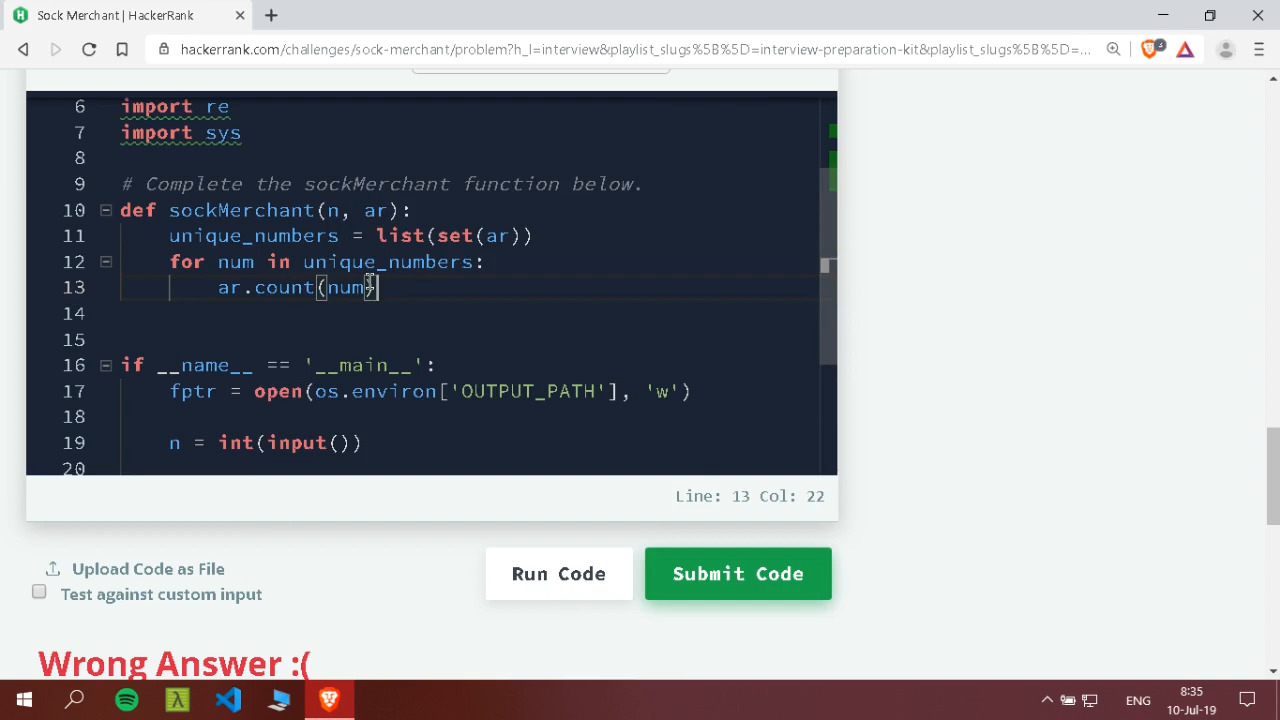 Sock Merchant | HackerRank
hackerrank.com/challenges/sock-merchant/problem?h_l=interview&playlist_slugs%5B%5D=interview-preparation-kit&playlist_slugs%5B%5D=...
3
6 import re
7 import sys
8
9 # Complete the sockMerchant function below.
10 def sockMerchant(n, ar):
11 unique_numbers = list(set(ar))
12 for num in unique_numbers:
13 ar.count(num)
14
15
16 if __name__ == '__main__':
17 fptr = open(os.environ['OUTPUT_PATH'], 'w')
18
19 n = int(input())
20
Line: 13 Col: 22
Upload Code as File
Test against custom input
Run Code
Submit Code
Wrong Answer :(
ENG
8:35
10-Jul-19